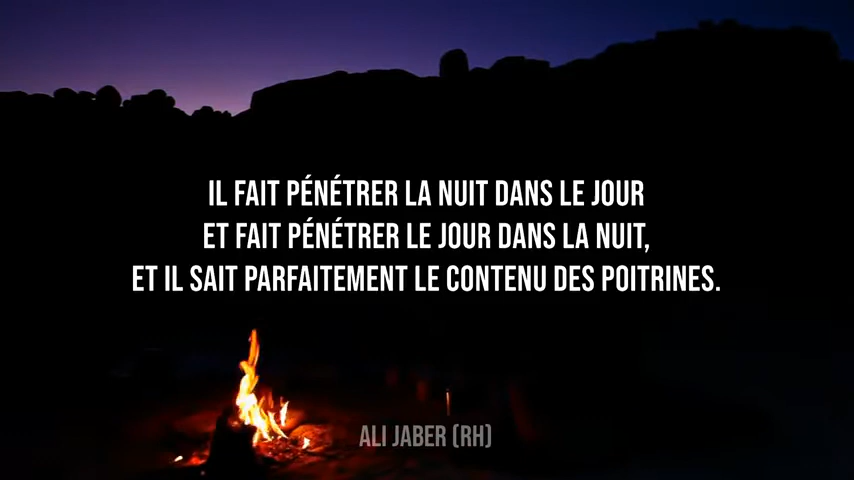 IL FAIT PÉNÉTRER LA NUIT DANS LE JOUR
ET FAIT PÉNÉTRER LE JOUR DANS LA NUIT,
ET IL SAIT PARFAITEMENT LE CONTENU DES POITRINES.
ALI JABER (RH)